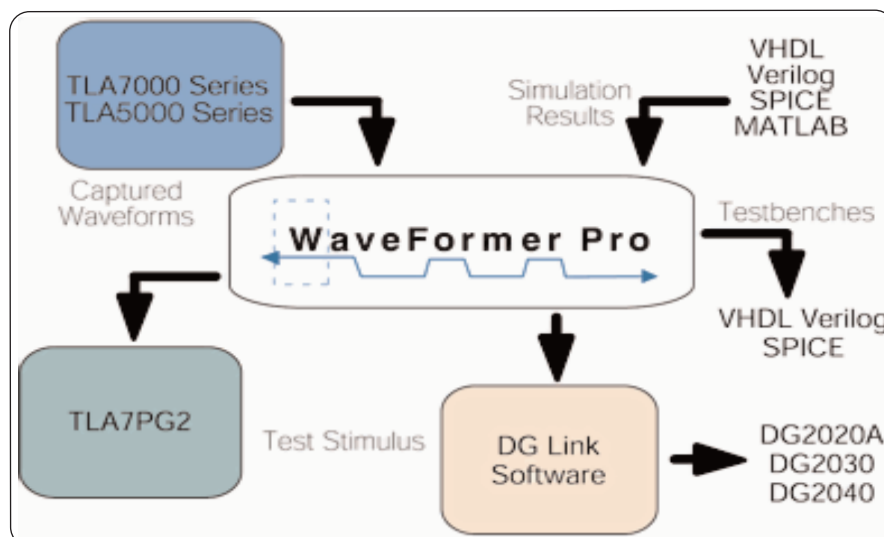 TLA7000 Series
TLA5000 Series
Simulation
Results
VHDL
Verilog
SPICE
MATLAB
Captured
Waveforms
WaveFormer Pro
Testbenches
VHDL Verilog
SPICE
TLA7PG2
Test Stimulus
DG Link
Software
DG2020A
DG2030
DG2040